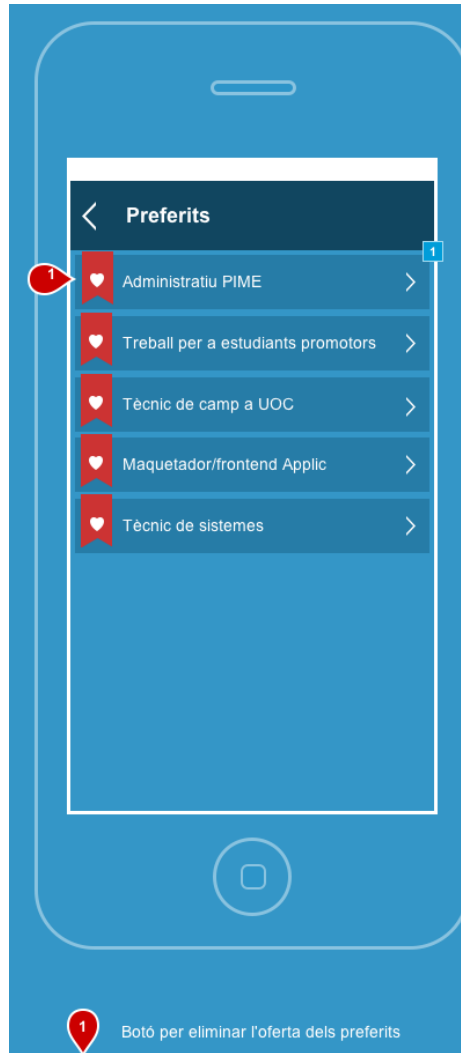 Preferits
1
1
Administratiu PIME
Treball per a estudiants promotors
Tècnic de camp a UOC
Maquetador/frontend Applic
Tècnic de sistemes
1
Botó per eliminar l'oferta dels preferits